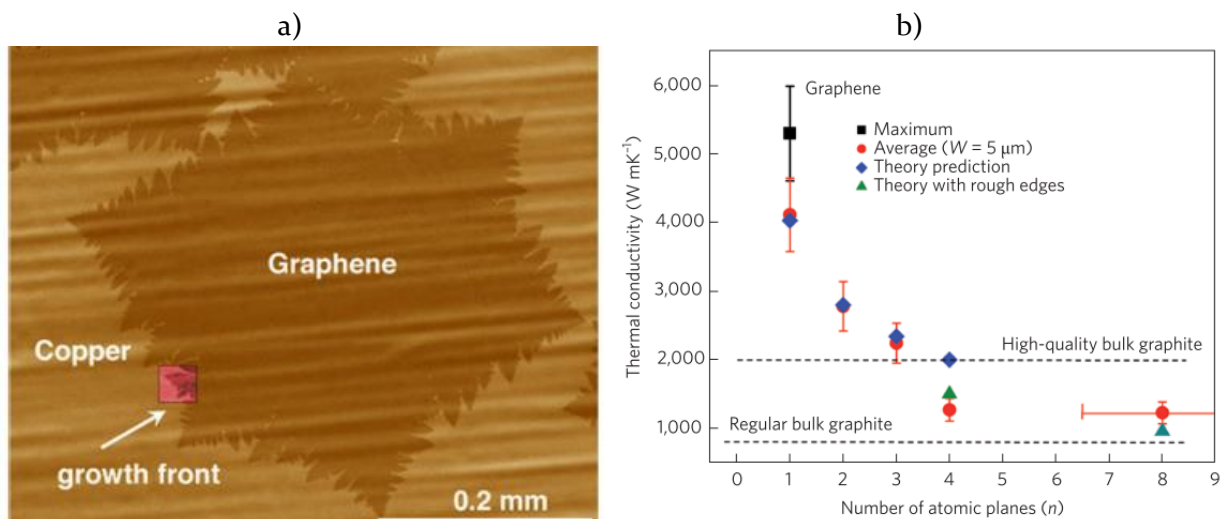 a)
Graphene
Copper
growth front
0.2 mm
b)
Thermal conductivity (W mK⁻¹)
6,000
5,000
4,000
3,000
2,000
1,000
Graphene
Maximum
Average (W = 5 μm)
Theory prediction
Theory with rough edges
High-quality bulk graphite
Regular bulk graphite
0 1 2 3 4 5 6 7 8 9
Number of atomic planes (n)